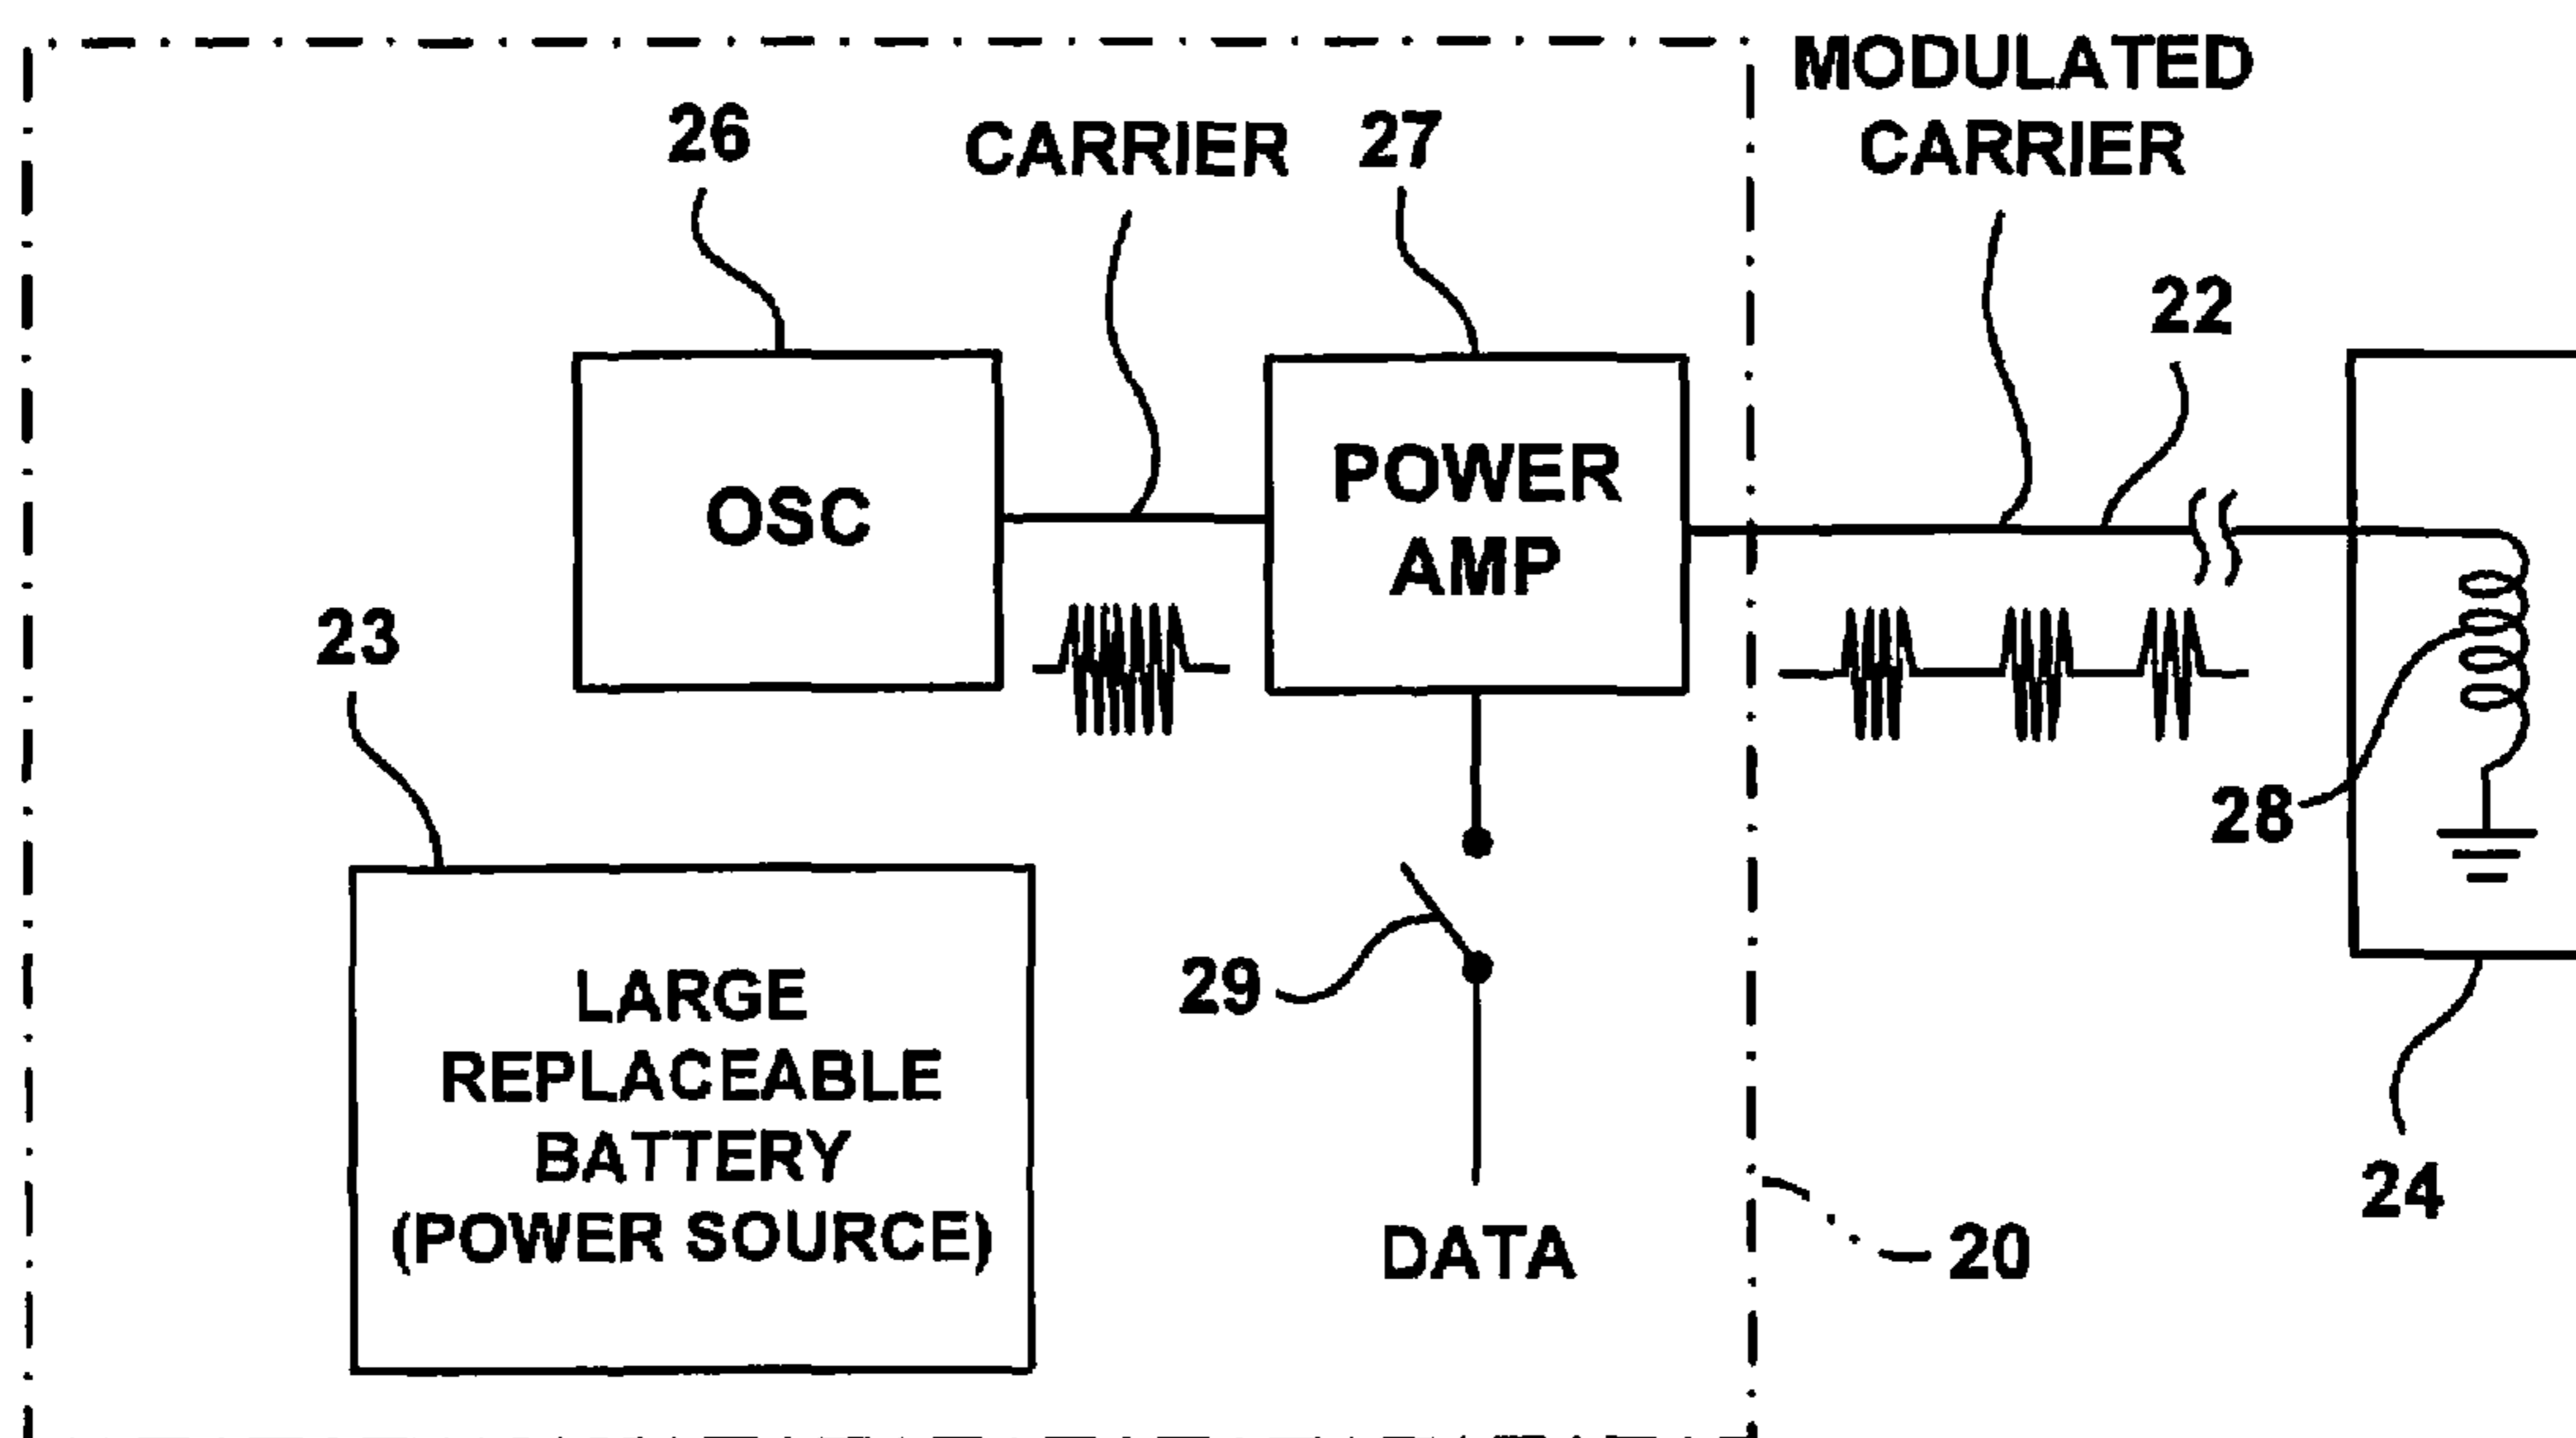 MODULATED
CARRIER
26
CARRIER
27
22
OSC
POWER
AMP
23
28
29
LARGE
REPLACEABLE
BATTERY
(POWER SOURCE)
DATA
20
24